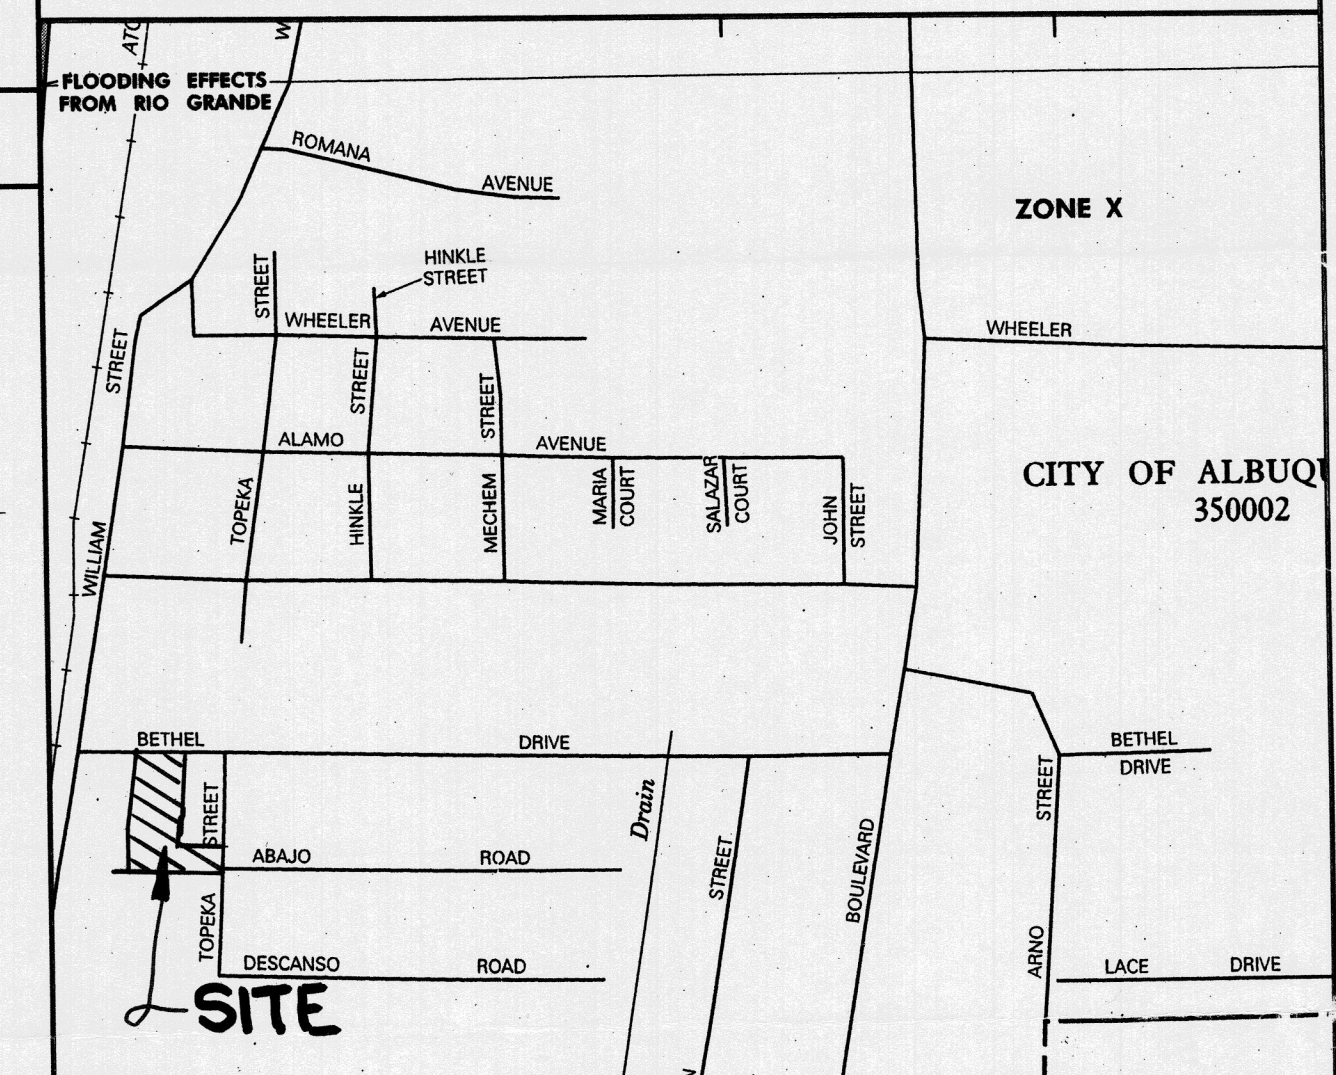 ATC
W
FLOODING EFFECTS
FROM RIO GRANDE
ROMANA
AVENUE
ZONE X
HINKLE
STREET
STREET
WHEELER
AVENUE
WHEELER
STREET
STREET
STREET
ALAMO
AVENUE
CITY OF ALBUQU
350002
TOPEKA
HINKLE
MECHEM
MARIA
COURT
SALAZAR
COURT
JOHN
STREET
WILLIAM
BETHEL
DRIVE
BETHEL
DRIVE
STREET
Drain
STREET
STREET
BOULEVARD
ABAJO
ROAD
TOPEKA
DESCANSO
ROAD
ARNO
LACE
DRIVE
SITE